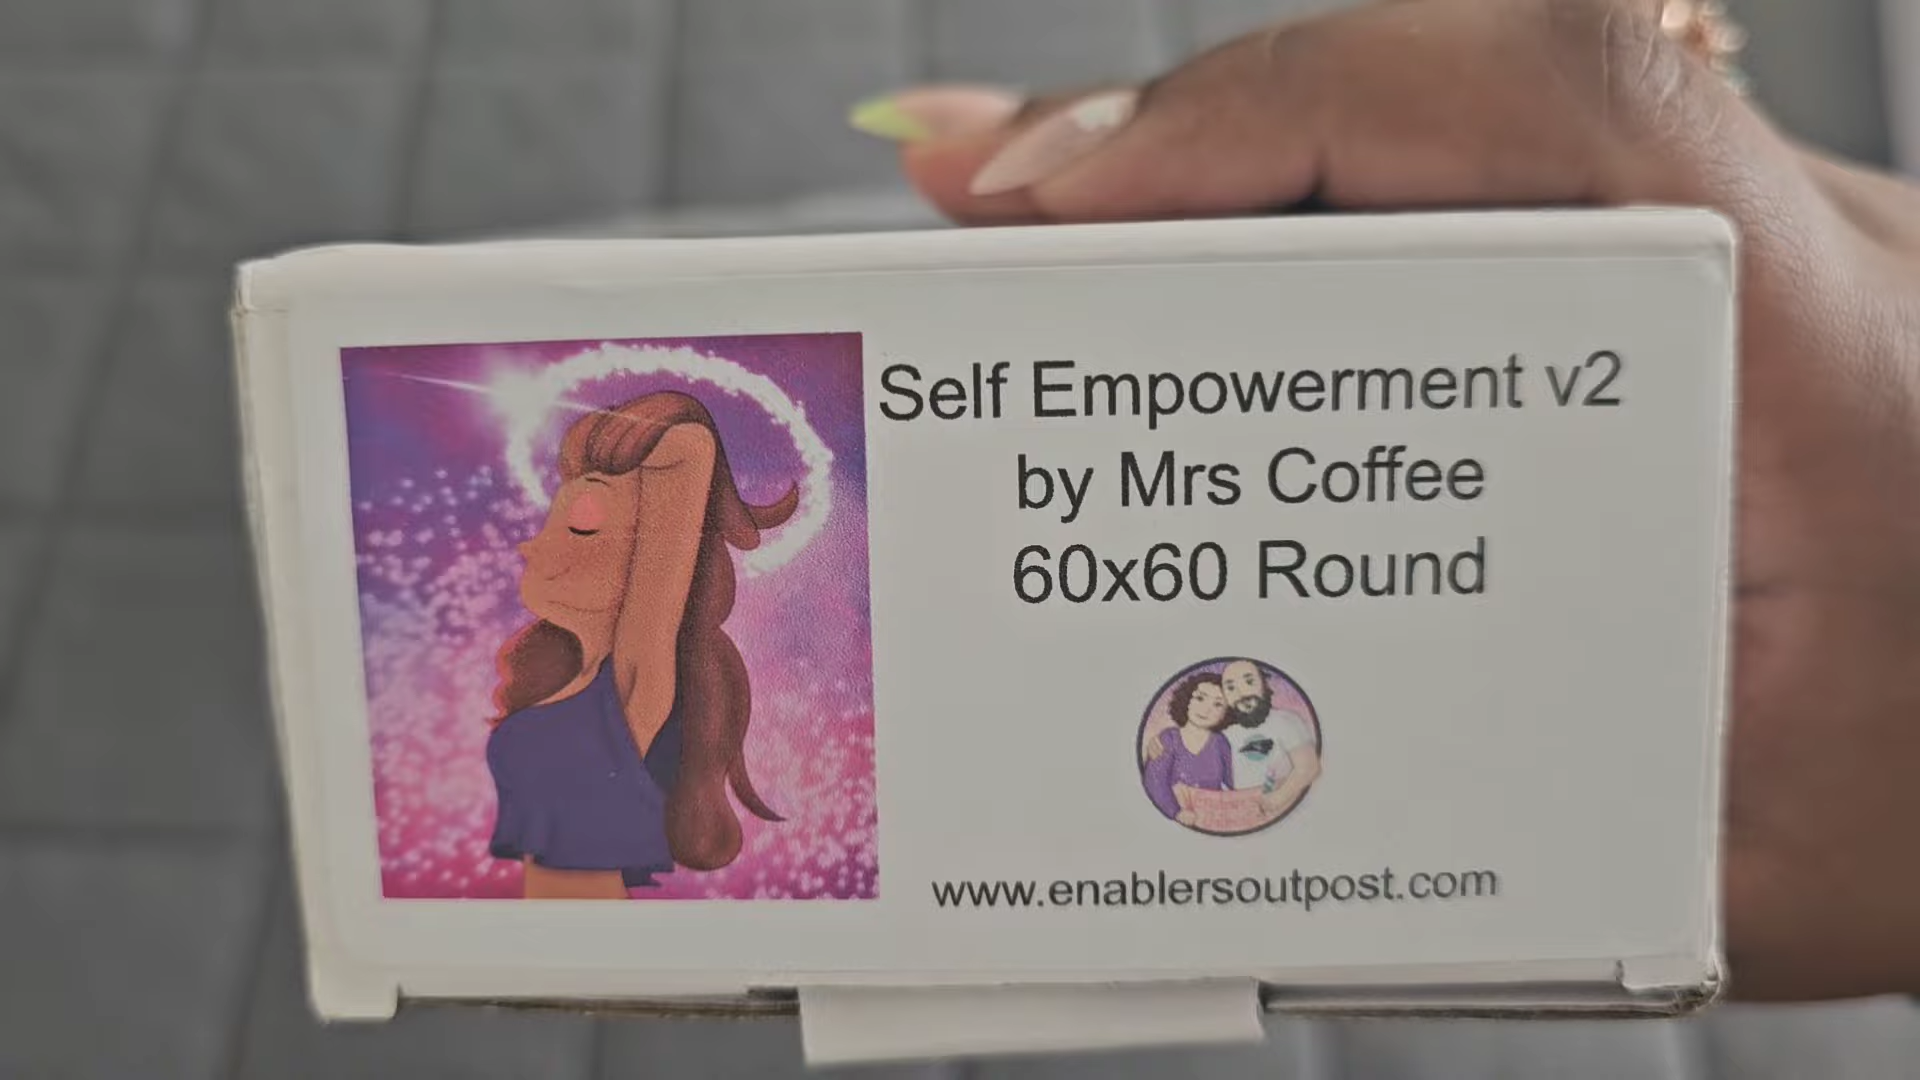 Self Empowerment v2
by Mrs Coffee
60x60 Round
www.enablersoutpost.com